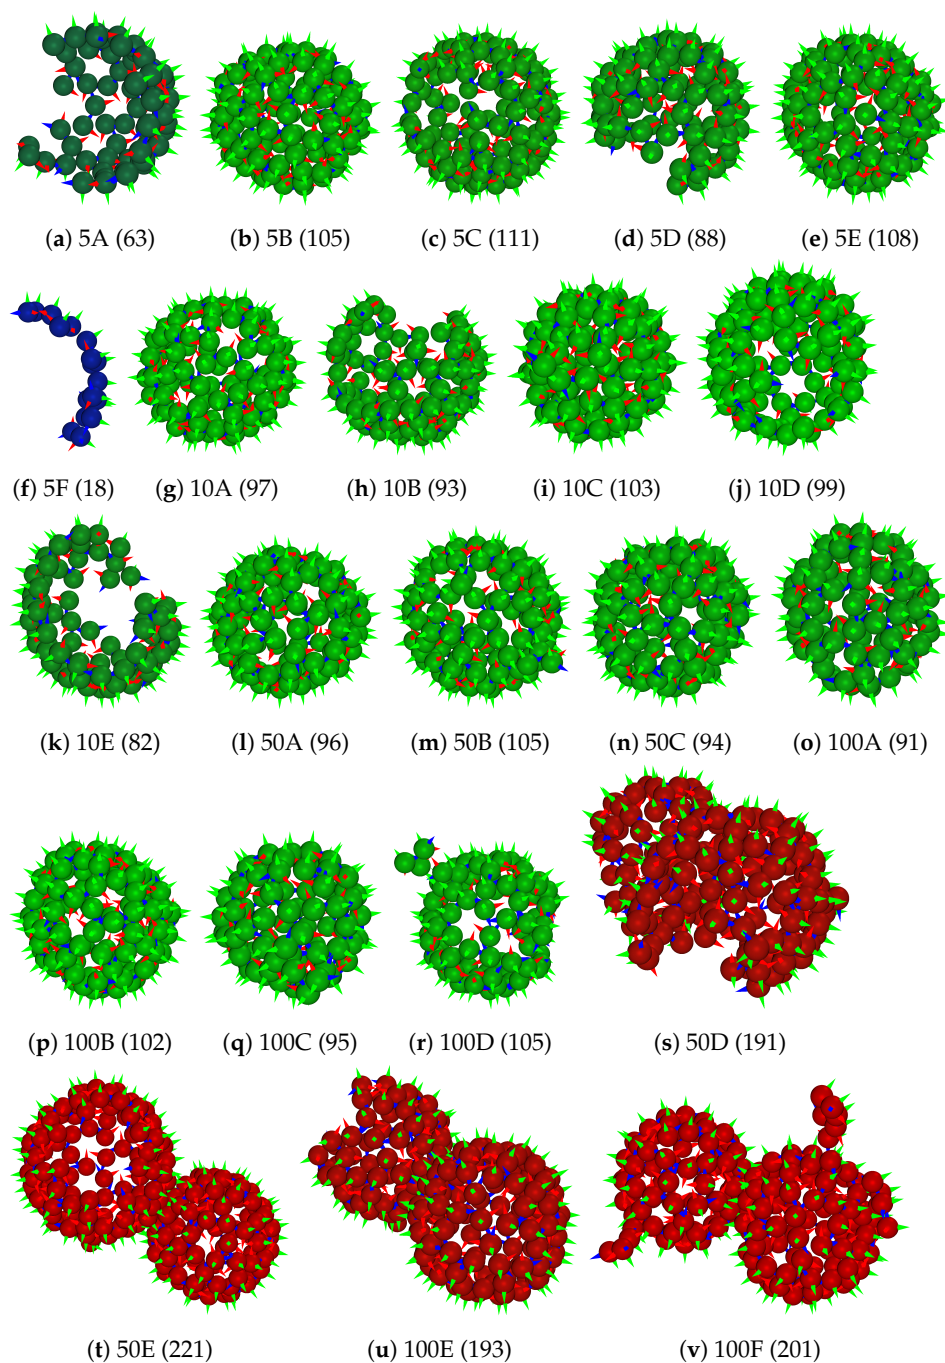 (a) 5A (63) (b) 5B (105) (c) 5C (111) (d) 5D (88) (e) 5E (108)
(f) 5F (18) (g) 10A (97) (h) 10B (93) (i) 10C (103) (j) 10D (99)
(k) 10E (82) (l) 50A (96) (m) 50B (105) (n) 50C (94) (o) 100A (91)
(p) 100B (102) (q) 100C (95) (r) 100D (105) (s) 50D (191)
(t) 50E (221) (u) 100E (193) (v) 100F (201)